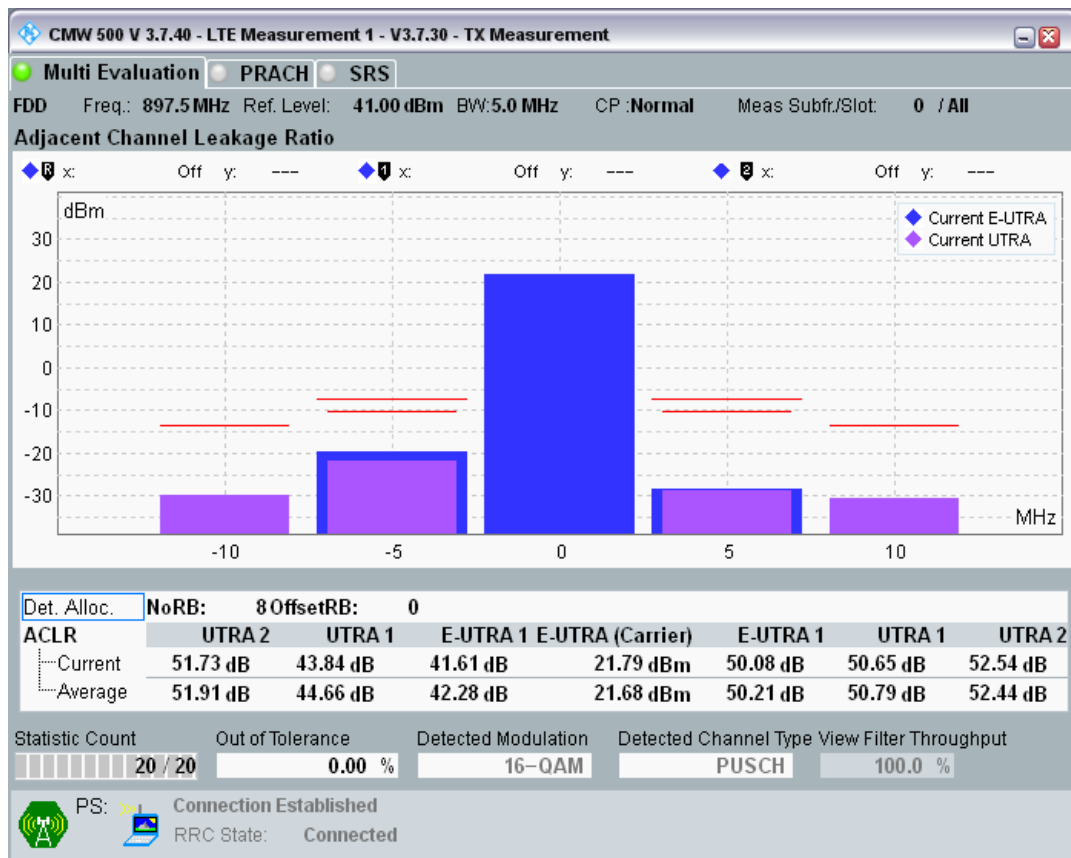 CMW 500 V 3.7.40 - LTE Measurement 1 - V3.7.30 - TX Measurement
Multi Evaluation PRACH SRS
FDD Freq.: 897.5 MHz Ref. Level: 41.00 dBm BW:5.0 MHz CP :Normal Meas Subfr./Slot: 0 / All
Adjacent Channel Leakage Ratio
R x: Off y: --- 1 x: Off y: --- 2 x: Off y: ---
dBm
Current E-UTRA
Current UTRA
30
20
10
0
-10
-20
-30
MHz
-10 -5 0 5 10
Det. Alloc. NoRB: 8 OffsetRB: 0
ACLR UTRA 2 UTRA 1 E-UTRA 1 E-UTRA (Carrier) E-UTRA 1 UTRA 1 UTRA 2
Current 51.73 dB 43.84 dB 41.61 dB 21.79 dBm 50.08 dB 50.65 dB 52.54 dB
Average 51.91 dB 44.66 dB 42.28 dB 21.68 dBm 50.21 dB 50.79 dB 52.44 dB
Statistic Count Out of Tolerance Detected Modulation Detected Channel Type View Filter Throughput
20 / 20 0.00 % 16-QAM PUSCH 100.0 %
PS: Connection Established
RRC State: Connected